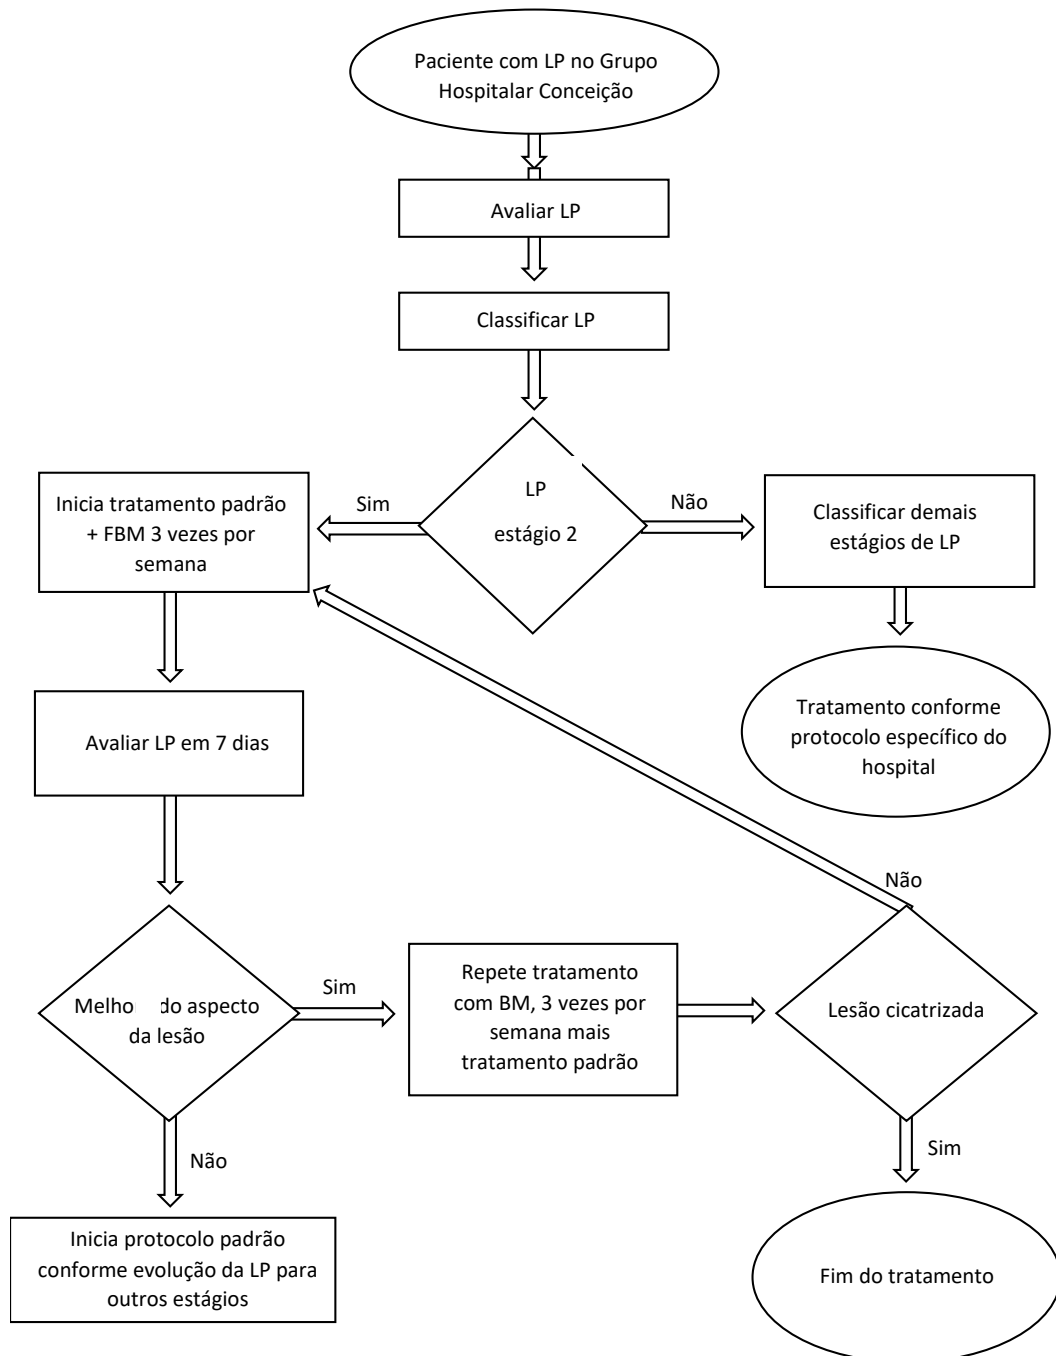 Paciente com LP no Grupo
Hospitalar Conceição
Avaliar LP
Classificar LP
LP
estágio 2
Sim
Não
Inicia tratamento padrão
+ FBM 3 vezes por
semana
Classificar demais
estágios de LP
Tratamento conforme
protocolo específico do
hospital
Avaliar LP em 7 dias
Melho do aspecto
da lesão
Sim
Não
Repete tratamento
com BM, 3 vezes por
semana mais
tratamento padrão
Lesão cicatrizada
Não
Sim
Inicia protocolo padrão
conforme evolução da LP para
outros estágios
Fim do tratamento